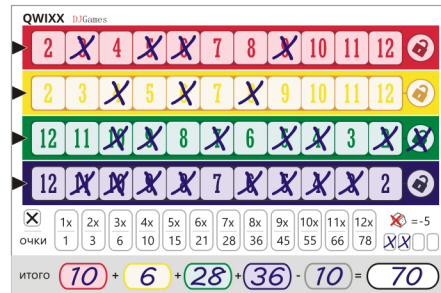 QWIXX DJGames
2 3 4 5 6 7 8 9 10 11 12
2 3 4 5 6 7 8 9 10 11 12
12 11 10 9 8 7 6 5 4 3 2
12 11 10 9 8 7 6 5 4 3 2
1x 2x 3x 4x 5x 6x 7x 8x 9x 10x 11x 12x =-5
очки 1 3 6 10 15 21 28 36 45 55 66 78 X X
итого 10 + 6 + 28 + 36 - 10 = 70